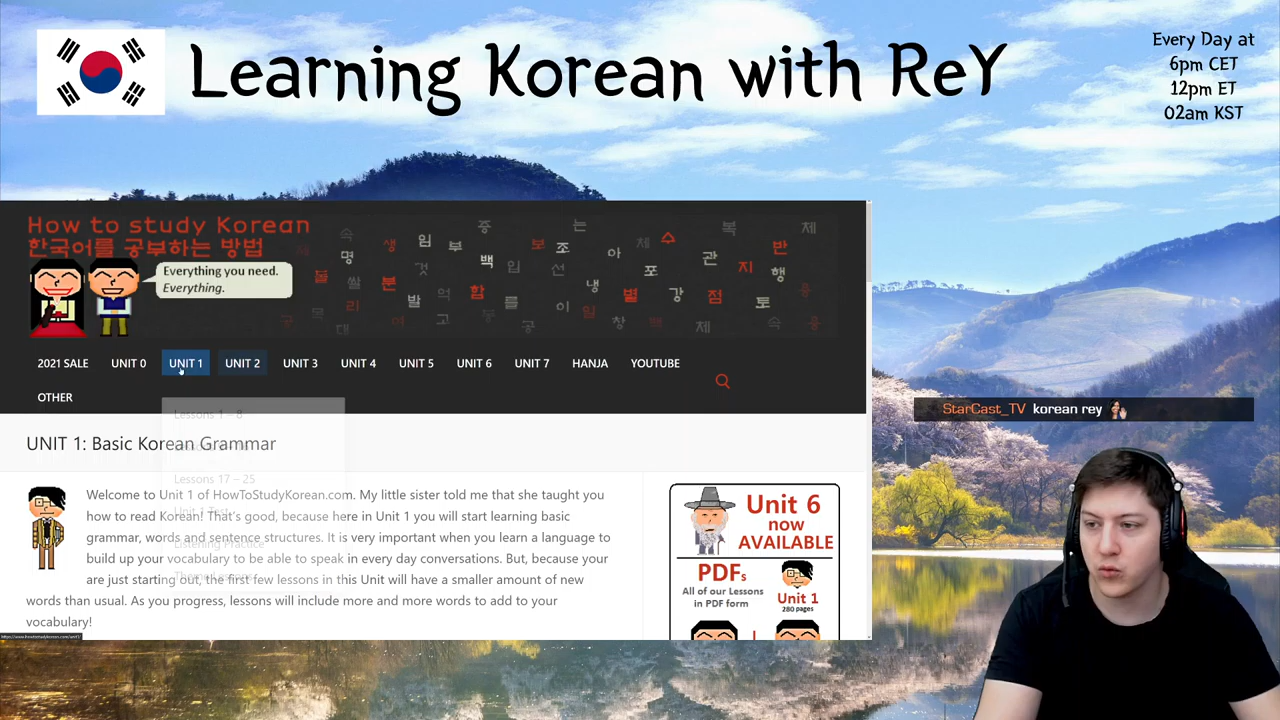 Learning Korean with ReY
Every Day at
6pm CET
12pm ET
02am KST
How to study Korean
한국어를 공부하는 방법
Everything you need.
Everything.
2021 SALE UNIT 0 UNIT 1 UNIT 2 UNIT 3 UNIT 4 UNIT 5 UNIT 6 UNIT 7 HANJA YOUTUBE
OTHER
Lessons 1 – 8
UNIT 1: Basic Korean Grammar
Lessons 17 – 25
Welcome to Unit 1 of HowToStudyKorean.com. My little sister told me that she taught you
how to read Korean! That's good, because here in Unit 1 you will start learning basic
grammar, words and sentence structures. It is very important when you learn a language to
build up your vocabulary to be able to speak in every day conversations. But, because your
are just starting out, the first few lessons in this Unit will have a smaller amount of new
words than usual. As you progress, lessons will include more and more words to add to your
vocabulary!
Listening Practice
Unit 6
now
AVAILABLE
PDFs
All of our Lessons
in PDF form
Unit 1
280 pages
StarCast_TV korean rey